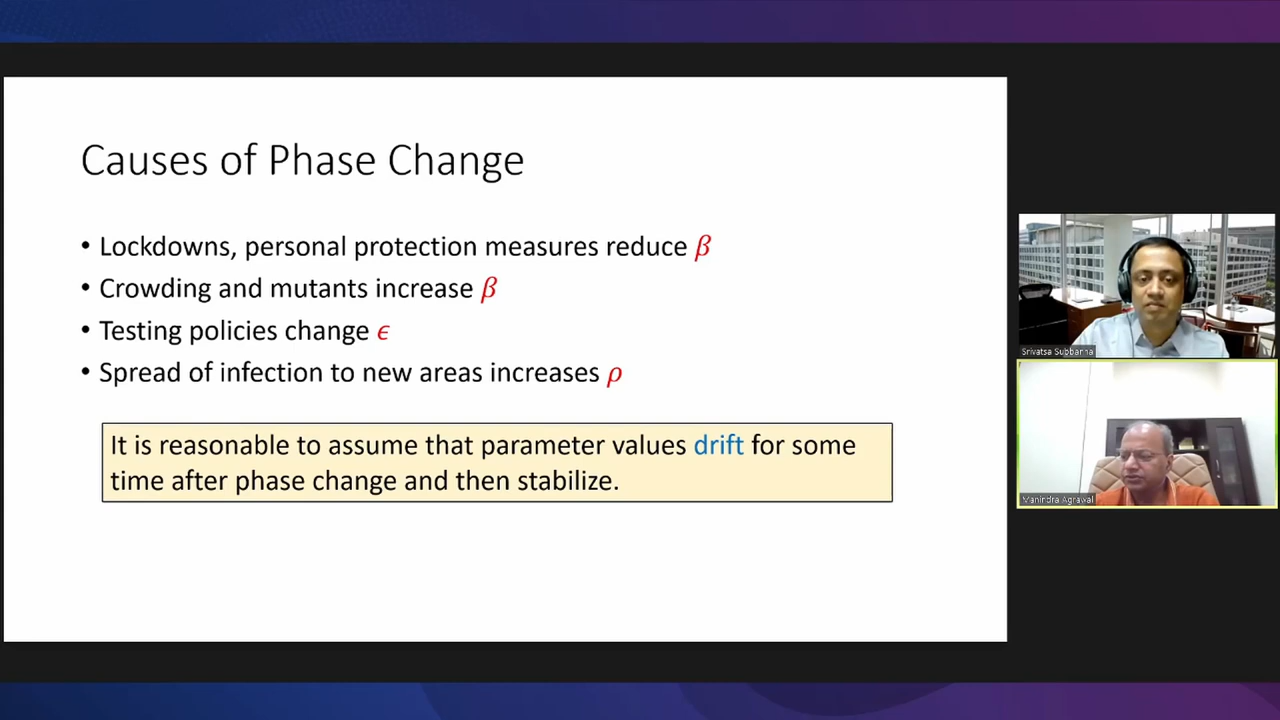 Causes of Phase Change
• Lockdowns, personal protection measures reduce β
• Crowding and mutants increase β
• Testing policies change ϵ
• Spread of infection to new areas increases ρ
It is reasonable to assume that parameter values drift for some
time after phase change and then stabilize.
Srivatsa Subbanna
Manindra Agrawal